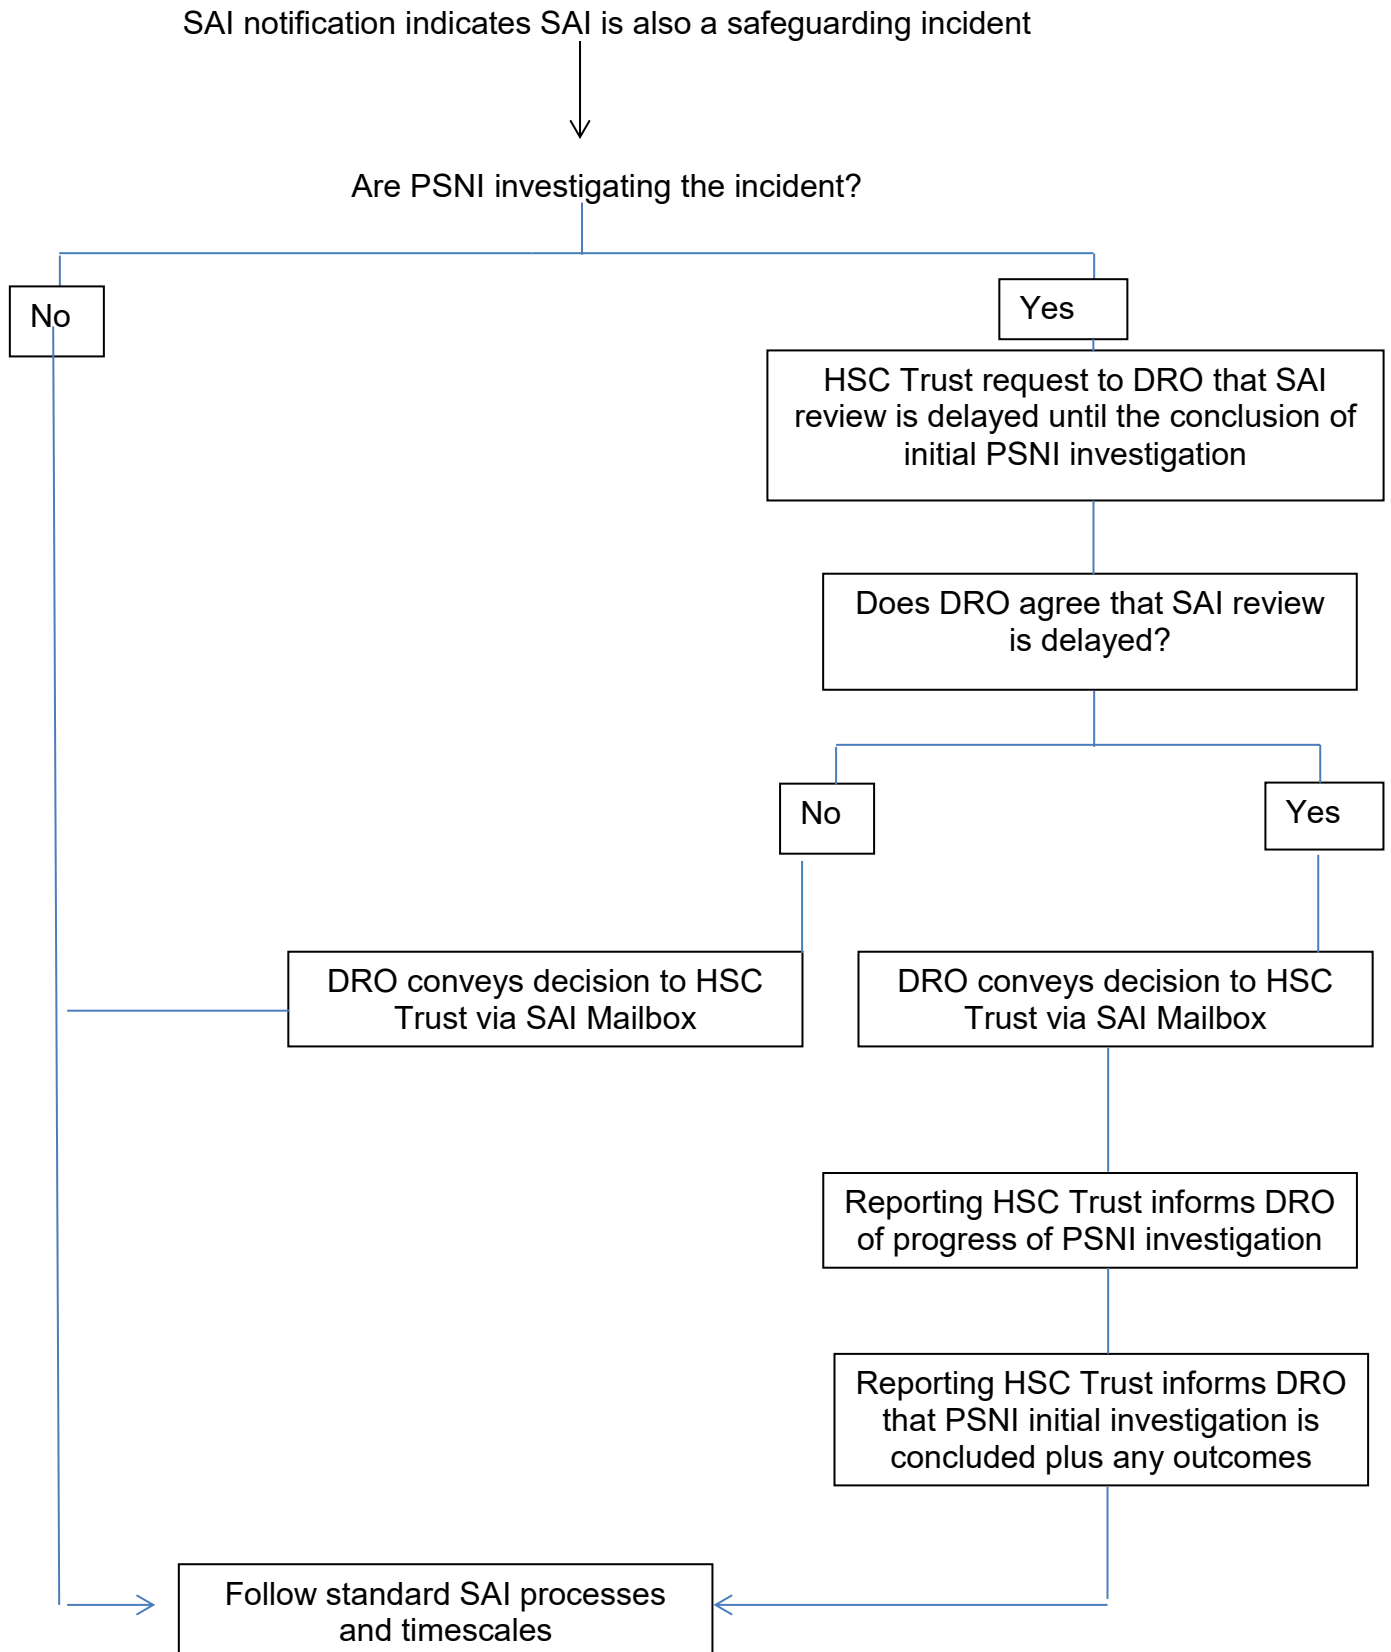 SAI notification indicates SAI is also a safeguarding incident
Are PSNI investigating the incident?
No
Yes
HSC Trust request to DRO that SAI
review is delayed until the conclusion of
initial PSNI investigation
Does DRO agree that SAI review
is delayed?
No
Yes
DRO conveys decision to HSC
Trust via SAI Mailbox
DRO conveys decision to HSC
Trust via SAI Mailbox
Reporting HSC Trust informs DRO
of progress of PSNI investigation
Reporting HSC Trust informs DRO
that PSNI initial investigation is
concluded plus any outcomes
Follow standard SAI processes
and timescales